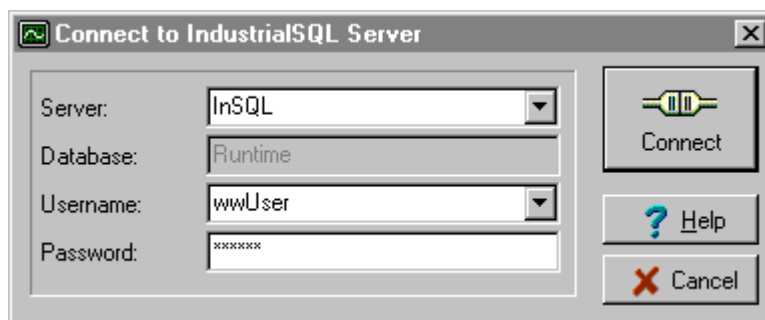 Connect to IndustrialSQL Server
Server: InSQL
Database: Runtime
Username: wwUser
Password: ******
Connect
Help
Cancel